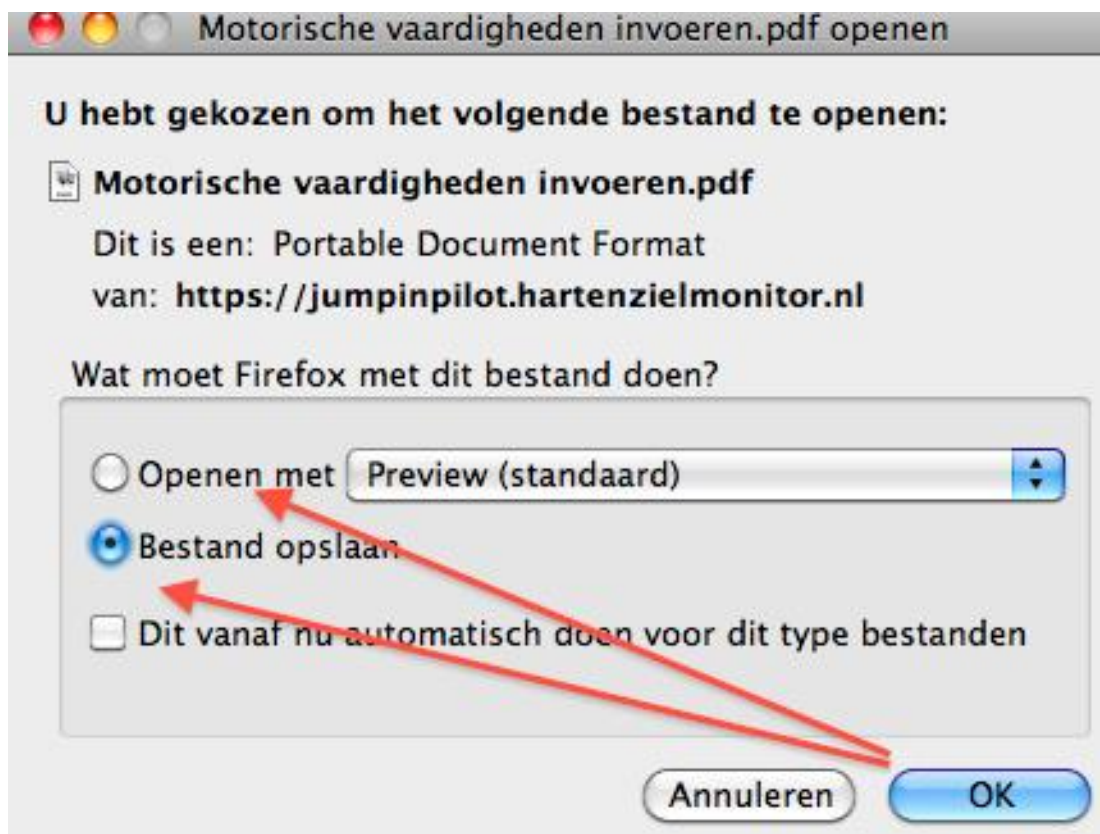 Motorische vaardigheden invoeren.pdf openen
U hebt gekozen om het volgende bestand te openen:
Motorische vaardigheden invoeren.pdf
Dit is een: Portable Document Format
van: https://jumpinpilot.hartenzielmonitor.nl
Wat moet Firefox met dit bestand doen?
Openen met Preview (standaard)
Bestand opslaan
Dit vanaf nu automatisch doen voor dit type bestanden
Annuleren OK